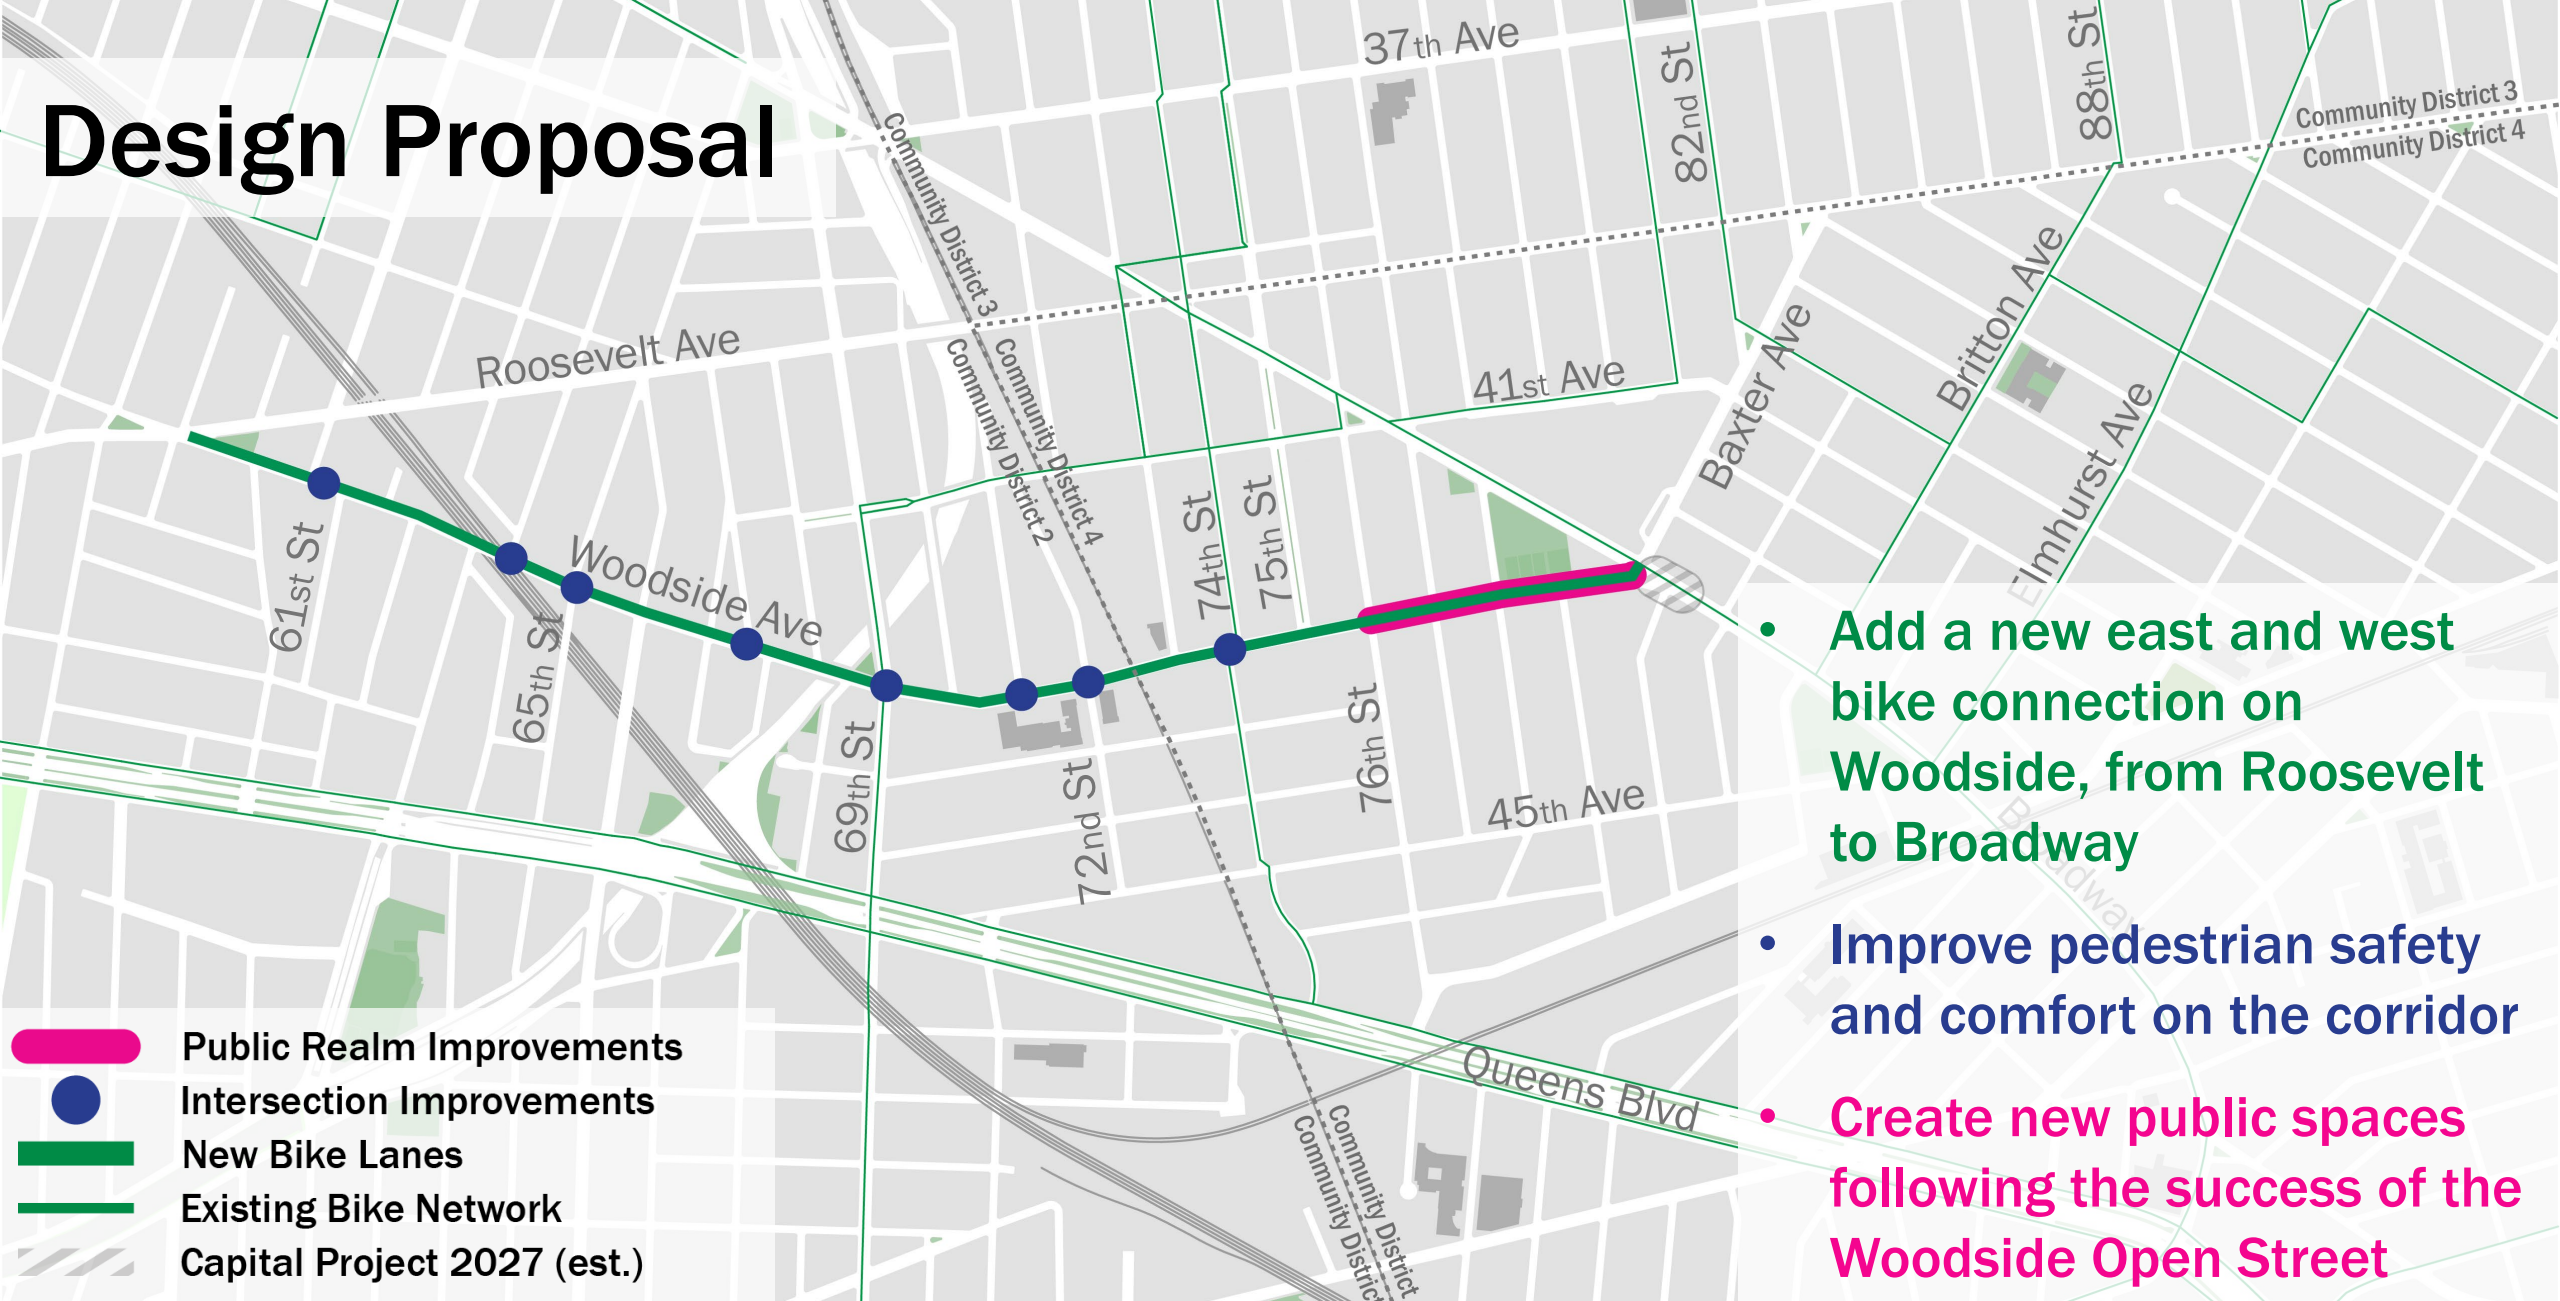 Design Proposal
37th Ave
82nd St
88th St
Community District 3
Community District 4
Community District 3
Roosevelt Ave
Community District 2
Community District 4
41st Ave
Baxter Ave
Britton Ave
Elmhurst Ave
61st St
65th St
Woodside Ave
69th St
72nd St
74th St
75th St
76th St
45th Ave
Broadway
Queens Blvd
Community District
Community District
• Add a new east and west
bike connection on
Woodside, from Roosevelt
to Broadway
• Improve pedestrian safety
and comfort on the corridor
• Create new public spaces
following the success of the
Woodside Open Street
Public Realm Improvements
Intersection Improvements
New Bike Lanes
Existing Bike Network
Capital Project 2027 (est.)